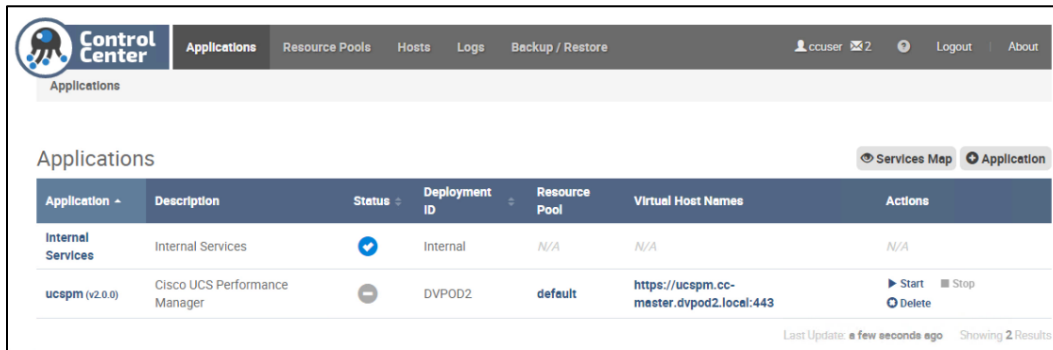 Control Center Applications Resource Pools Hosts Logs Backup / Restore ccuser 2 ? Logout | About
Applications
Applications Services Map Application
Application Description Status Deployment ID Resource Pool Virtual Host Names Actions
Internal Services Internal Services Internal N/A N/A N/A
ucspm (v2.0.0) Cisco UCS Performance Manager DVPOD2 default https://ucspm.cc-master.dvpod2.local:443 Start Stop Delete
Last Update: a few seconds ago Showing 2 Results